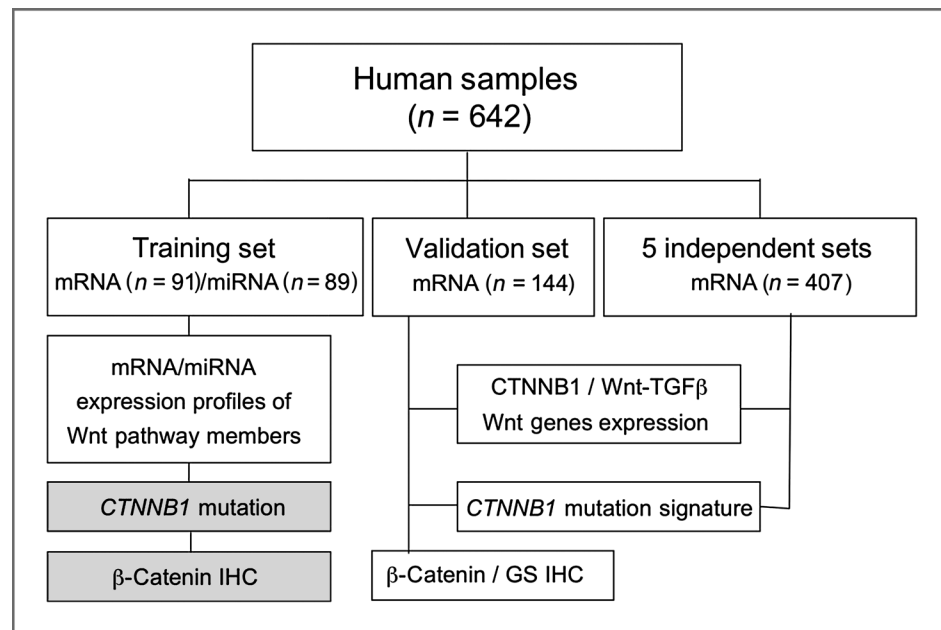 Human samples
(n = 642)
Training set
mRNA (n = 91)/miRNA (n = 89)
Validation set
mRNA (n = 144)
5 independent sets
mRNA (n = 407)
mRNA/miRNA
expression profiles of
Wnt pathway members
CTNNB1 / Wnt-TGFβ
Wnt genes expression
CTNNB1 mutation
CTNNB1 mutation signature
β-Catenin IHC
β-Catenin / GS IHC